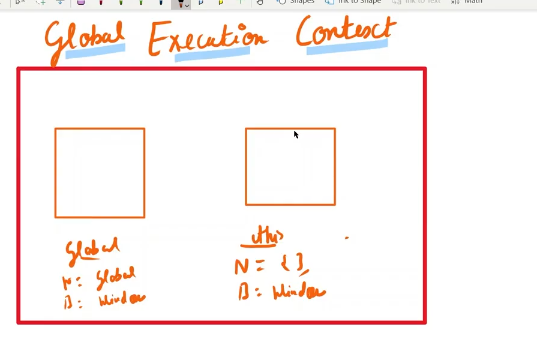 Shapes Ink to Shape Ink to Text Math
Global Execution Context
Global
N: Global
B: Window
this
N = { }
B: Window